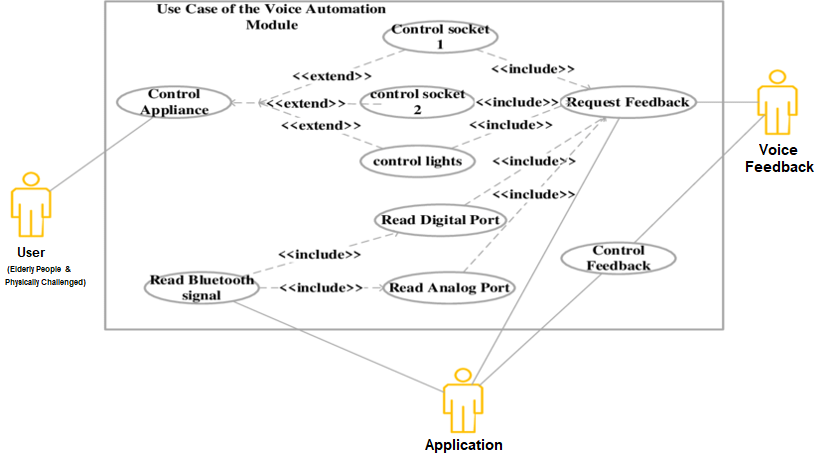 Use Case of the Voice Automation
Module
Control socket
1
<<include>>
<<extend>>
Control
Appliance
<<extend>>
control socket
2
<<include>>
Request Feedback
<<extend>>
<<include>>
Voice
Feedback
control lights
<<include>>
<<include>>
Read Digital Port
User
(Elderly People &
Physically Challenged)
<<include>>
Control
Feedback
Read Bluetooth
signal
<<include>>
Read Analog Port
Application